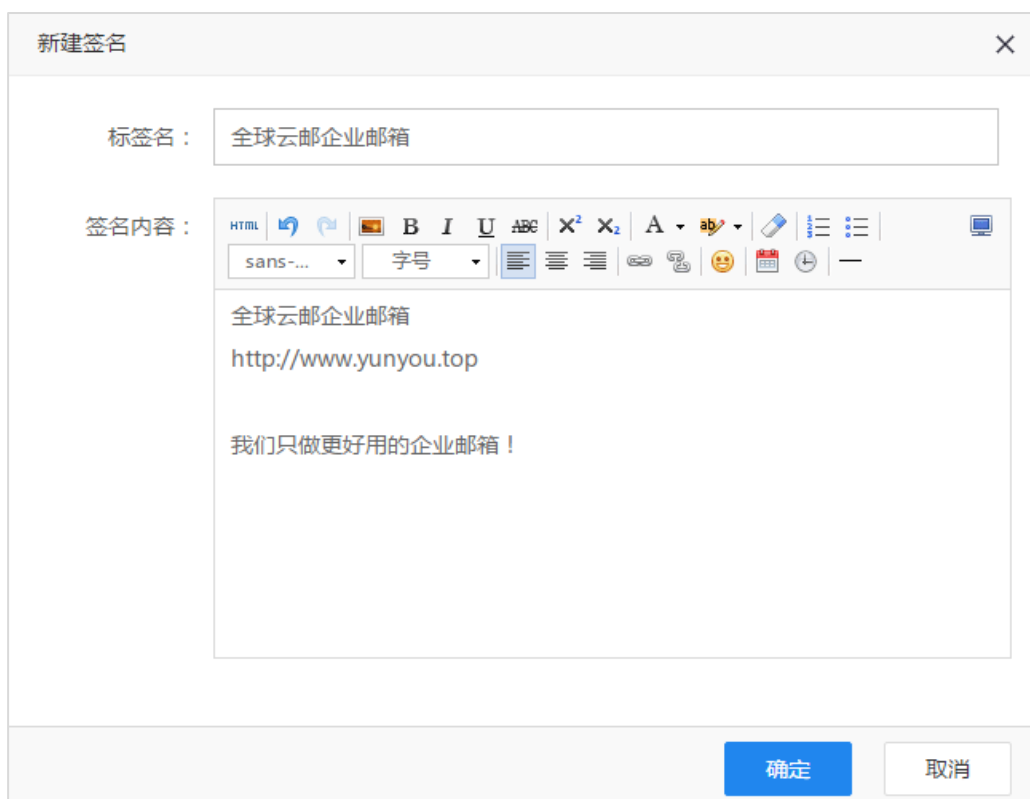 新建签名
标签名： 全球云邮企业邮箱
签名内容： HTML B I U ABC X² X₂ A ab
sans-... 字号
全球云邮企业邮箱
http://www.yunyou.top
我们只做更好用的企业邮箱！
确定 取消